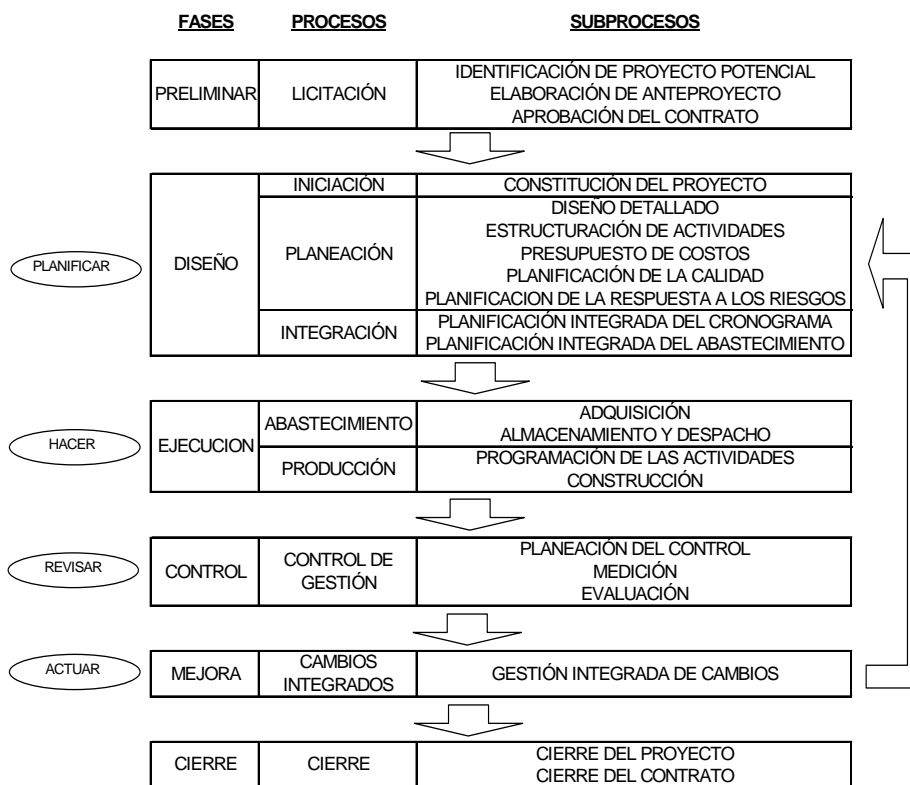 FASES PROCESOS SUBPROCESOS
PRELIMINAR LICITACIÓN IDENTIFICACIÓN DE PROYECTO POTENCIAL
ELABORACIÓN DE ANTEPROYECTO
APROBACIÓN DEL CONTRATO
PLANIFICAR
DISEÑO
INICIACIÓN CONSTITUCIÓN DEL PROYECTO
PLANEACIÓN
DISEÑO DETALLADO
ESTRUCTURACIÓN DE ACTIVIDADES
PRESUPUESTO DE COSTOS
PLANIFICACIÓN DE LA CALIDAD
PLANIFICACION DE LA RESPUESTA A LOS RIESGOS
INTEGRACIÓN
PLANIFICACIÓN INTEGRADA DEL CRONOGRAMA
PLANIFICACIÓN INTEGRADA DEL ABASTECIMIENTO
HACER
EJECUCION
ABASTECIMIENTO
ADQUISICIÓN
ALMACENAMIENTO Y DESPACHO
PRODUCCIÓN
PROGRAMACIÓN DE LAS ACTIVIDADES
CONSTRUCCIÓN
REVISAR
CONTROL
CONTROL DE
GESTIÓN
PLANEACIÓN DEL CONTROL
MEDICIÓN
EVALUACIÓN
ACTUAR
MEJORA
CAMBIOS
INTEGRADOS
GESTIÓN INTEGRADA DE CAMBIOS
CIERRE
CIERRE
CIERRE DEL PROYECTO
CIERRE DEL CONTRATO